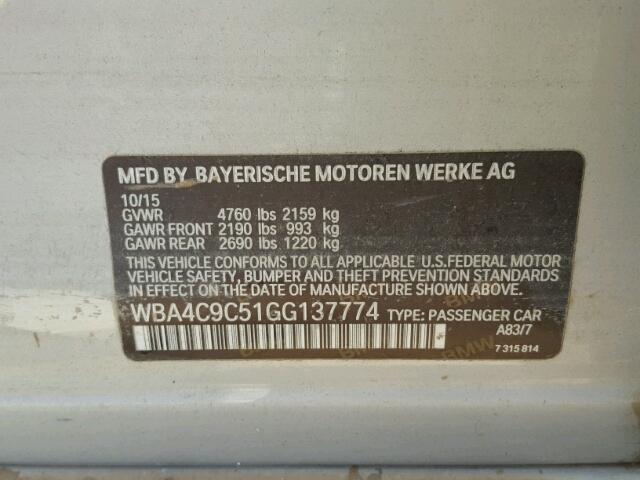 MFD BY BAYERISCHE MOTOREN WERKE AG
10/15
GVWR 4760 lbs 2159 kg
GAWR FRONT 2190 lbs 993 kg
GAWR REAR 2690 lbs 1220 kg
THIS VEHICLE CONFORMS TO ALL APPLICABLE U.S.FEDERAL MOTOR
VEHICLE SAFETY, BUMPER AND THEFT PREVENTION STANDARDS
IN EFFECT ON THE DATE OF MANUFACTURE SHOWN ABOVE.
WBA4C9C51GG137774 TYPE: PASSENGER CAR
A83/7
7 315 814
BMW